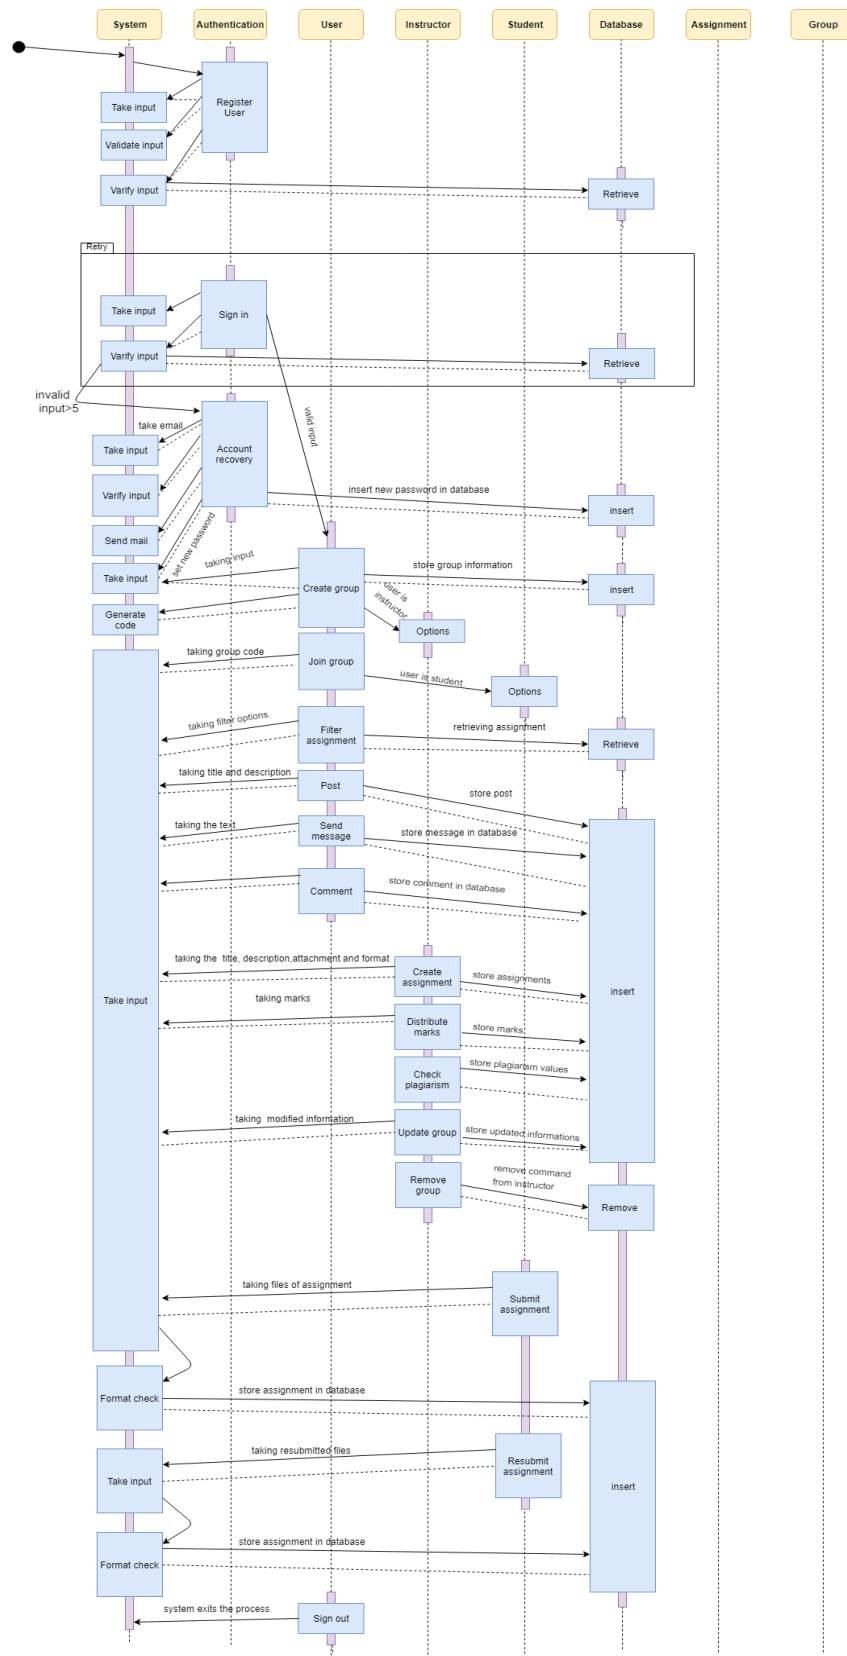 System
Authentication
User
Instructor
Student
Database
Assignment
Group
Register
User
Take input
Validate input
Varify input
Retrieve
Retry
Sign in
Take input
Varify input
Retrieve
invalid
input>5
valid input
take email
Account
recovery
Take input
Varify input
insert new password in database
insert
Send mail
set new password
Take input
taking input
Create group
store group information
insert
user is
instructor
Generate
code
Options
taking group code
Join group
user is student
Options
taking filter options
Filter
assignment
retrieving assignment
Retrieve
taking title and description
Post
store post
taking the text
Send
message
store message in database
Comment
store comment in database
taking the title, description,attachment and format
Create
assignment
store assignments
Take input
insert
taking marks
Distribute
marks
store marks
Check
plagiarism
store plagiarism values
taking modified information
Update group
store updated informations
Remove
group
remove command
from instructor
Remove
taking files of assignment
Submit
assignment
Format check
store assignment in database
taking resubmitted files
Resubmit
assignment
Take input
insert
store assignment in database
Format check
system exits the process
Sign out